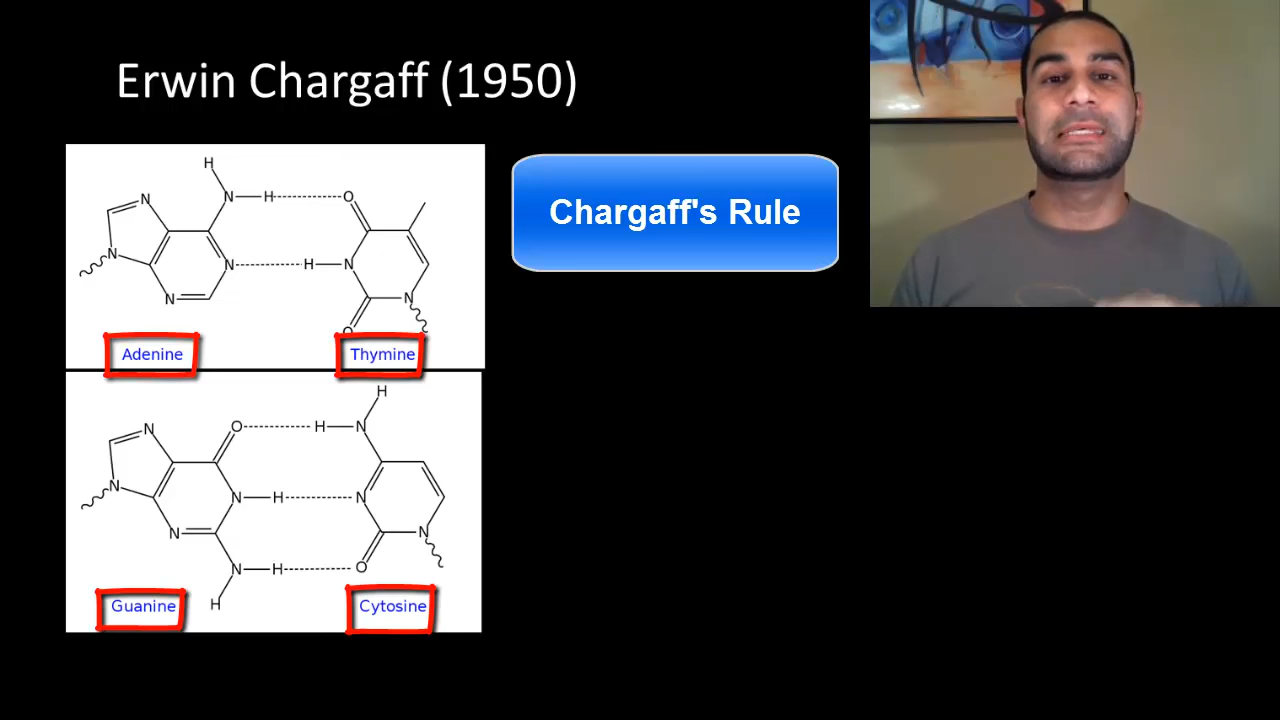 Erwin Chargaff (1950)
Chargaff's Rule
H
N
N H O
N N H N
N
N O
Adenine Thymine
H
N O H N
N N H N
N N
N H O
H
Guanine Cytosine